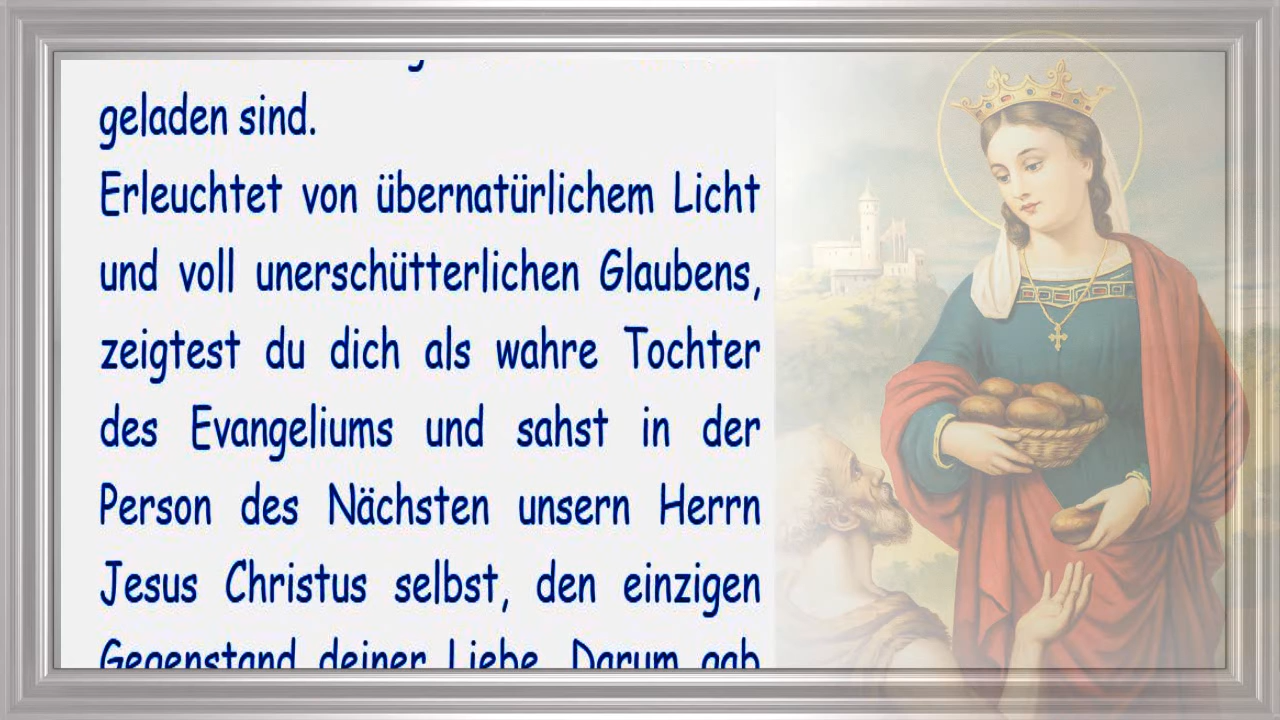 geladen sind.
Erleuchtet von übernatürlichem Licht
und voll unerschütterlichen Glaubens,
zeigtest du dich als wahre Tochter
des Evangeliums und sahst in der
Person des Nächsten unsern Herrn
Jesus Christus selbst, den einzigen
Gegenstand deiner Liebe. Darum gab